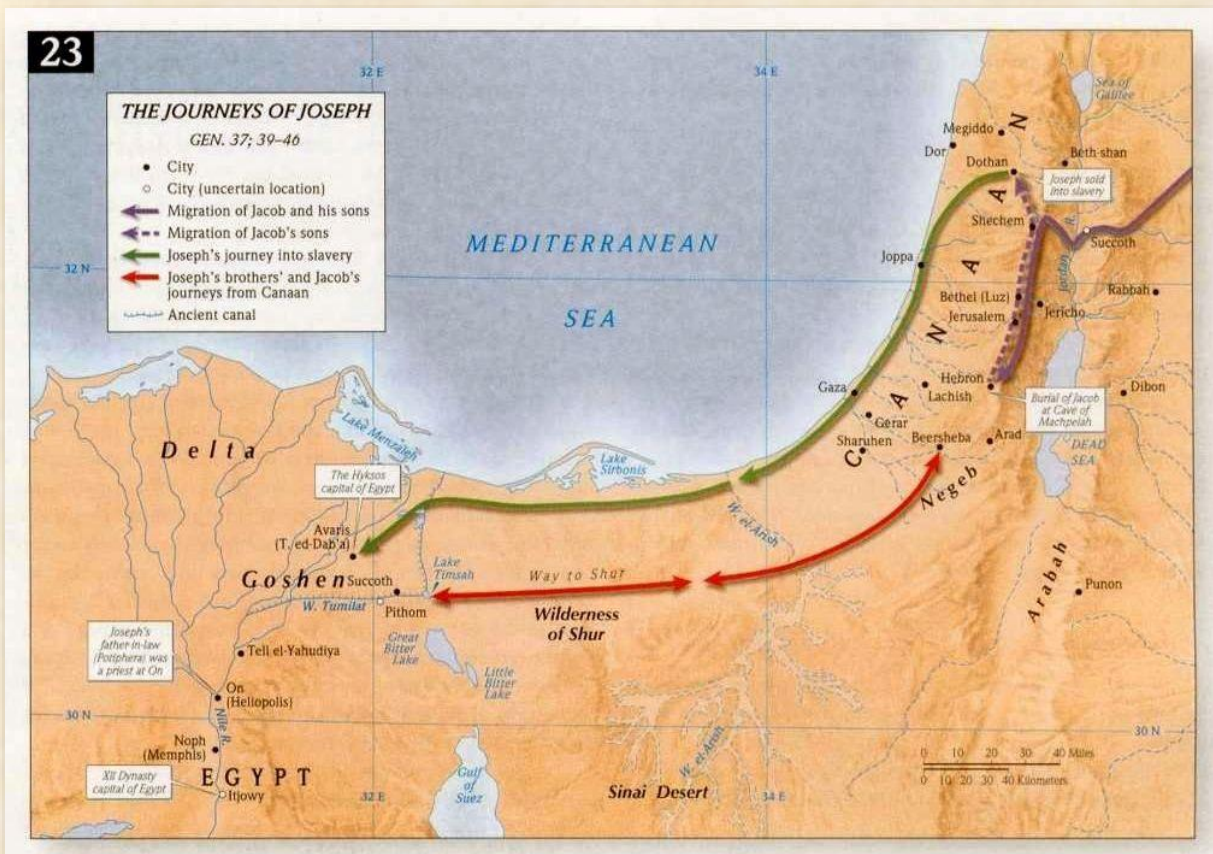 23
32 E
34 E
THE JOURNEYS OF JOSEPH
GEN. 37; 39–46
City
City (uncertain location)
Migration of Jacob and his sons
Migration of Jacob's sons
Joseph's journey into slavery
Joseph's brothers' and Jacob's
journeys from Canaan
Ancient canal
32 N
MEDITERRANEAN
SEA
Sea of
Galilee
Megiddo
Dor
Dothan
Beth-shan
Joseph sold
into slavery
Shechem
Succoth
Jordan
R.
Joppa
CANAAN
Bethel (Luz)
Jerusalem
Jericho
Rabbah
Hebron
Lachish
Gaza
Gerar
Sharuhen
Beersheba
Arad
Dibon
Burial of Jacob
at Cave of
Machpelah
DEAD
SEA
Negeb
Arabah
Punon
Delta
Lake Menzaleh
The Hyksos
capital of Egypt
Lake
Sirbonis
W. el-Arish
Avaris
(T. ed-Dab'a)
Goshen
Succoth
Lake
Timsah
Way to Shur
Wilderness
of Shur
W. Tumilat
Pithom
Great
Bitter
Lake
Little
Bitter
Lake
Joseph's
father-in-law
(Potiphera) was
a priest at On
Tell el-Yahudiya
On
(Heliopolis)
30 N
Nile R.
Noph
(Memphis)
XII Dynasty
capital of Egypt
EGYPT
Itjowy
32 E
Gulf
of
Suez
Sinai Desert
W. el-Arish
34 E
30 N
0 10 20 30 40 Miles
0 10 20 30 40 Kilometers